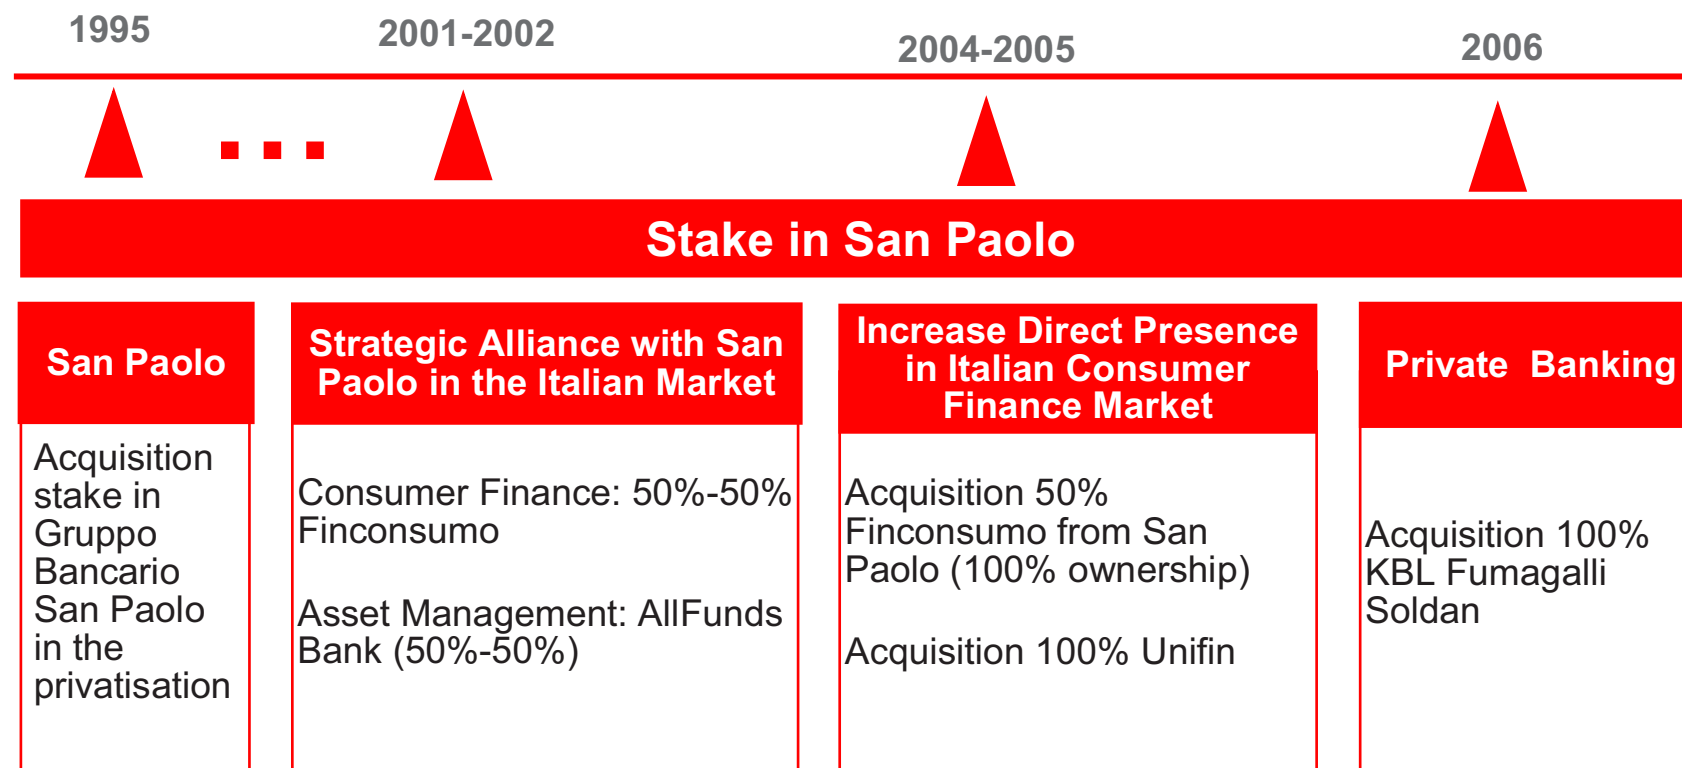 1995
2001-2002
2004-2005
2006
Stake in San Paolo
San Paolo
Acquisition
stake in
Gruppo
Bancario
San Paolo
in the
privatisation
Strategic Alliance with San
Paolo in the Italian Market
Consumer Finance: 50%-50%
Finconsumo
Asset Management: AllFunds
Bank (50%-50%)
Increase Direct Presence
in Italian Consumer
Finance Market
Acquisition 50%
Finconsumo from San
Paolo (100% ownership)
Acquisition 100% Unifin
Private Banking
Acquisition 100%
KBL Fumagalli
Soldan